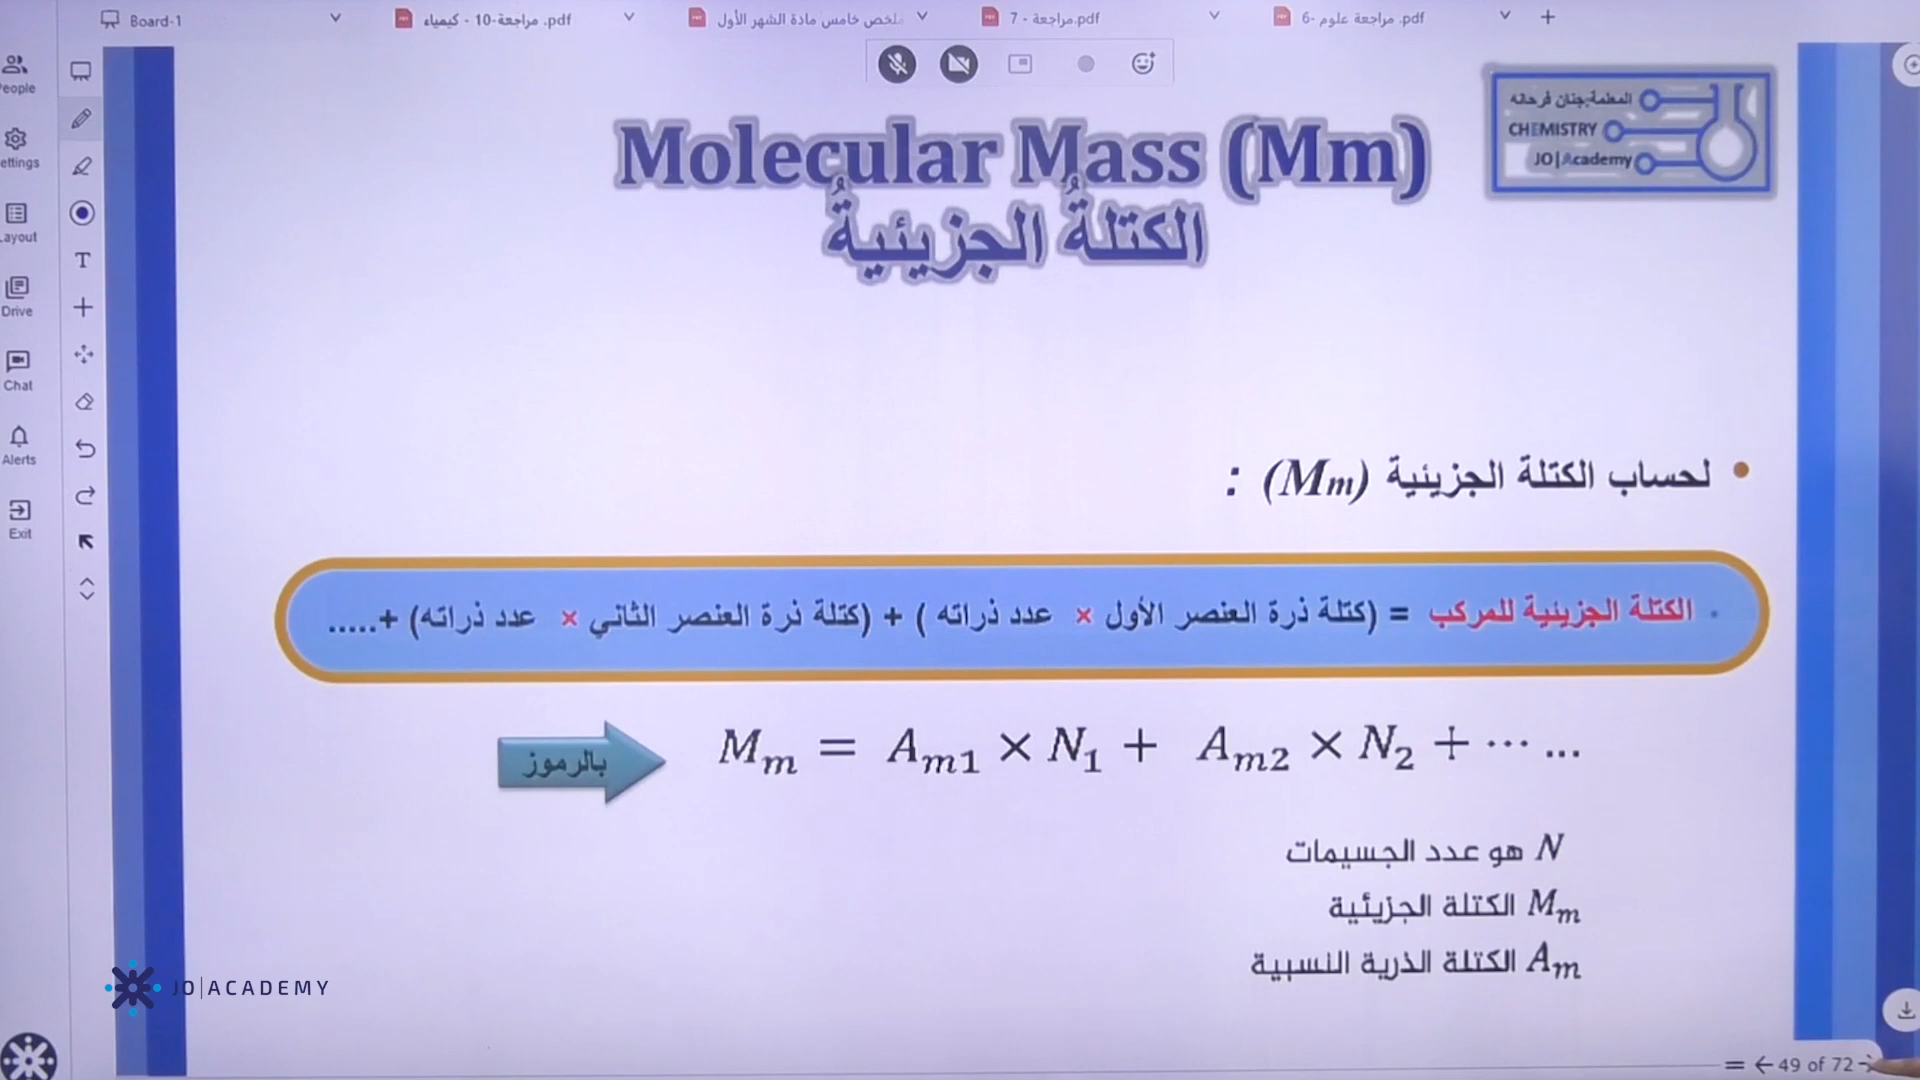 Board-1
مراجعة-10 - كيمياء .pdf
ملخص خامس مادة الشهر الأول
مراجعة - 7.pdf
مراجعة علوم -6 .pdf
People
Settings
Layout
Drive
Chat
Alerts
Exit
T
المعلمة:جنان فرحانه
CHEMISTRY
JO|Academy
Molecular Mass (Mm)
الكتلةُ الجزيئيةُ
• لحساب الكتلة الجزيئية (Mm) :
الكتلة الجزيئية للمركب = (كتلة ذرة العنصر الأول × عدد ذراته ) + (كتلة ذرة العنصر الثاني × عدد ذراته) +.....
بالرموز
Mm = Am1 × N1 + Am2 × N2 + ⋯ ...
N هو عدد الجسيمات
Mm الكتلة الجزيئية
Am الكتلة الذرية النسبية
JO|ACADEMY
49 of 72